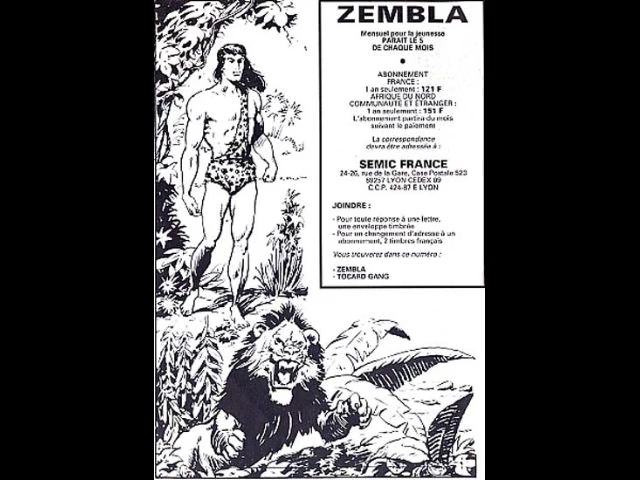 ZEMBLA
Mensuel pour la jeunesse
PARAIT LE 5
DE CHAQUE MOIS
ABONNEMENT
FRANCE :
1 an seulement : 121 F
AFRIQUE DU NORD
COMMUNAUTÉ ET ÉTRANGER :
1 an seulement : 151 F
L'abonnement partira du mois
suivant le paiement
La correspondance
devra être adressée à :
SEMIC FRANCE
24-26, rue de la Gare, Case Postale 523
69257 LYON CEDEX 09
C.C.P. 424-87 E LYON
JOINDRE :
- Pour toute réponse à une lettre,
une enveloppe timbrée
- Pour un changement d'adresse à un
abonnement, 2 timbres français
Vous trouverez dans ce numéro :
- ZEMBLA
- TOCARD GANG